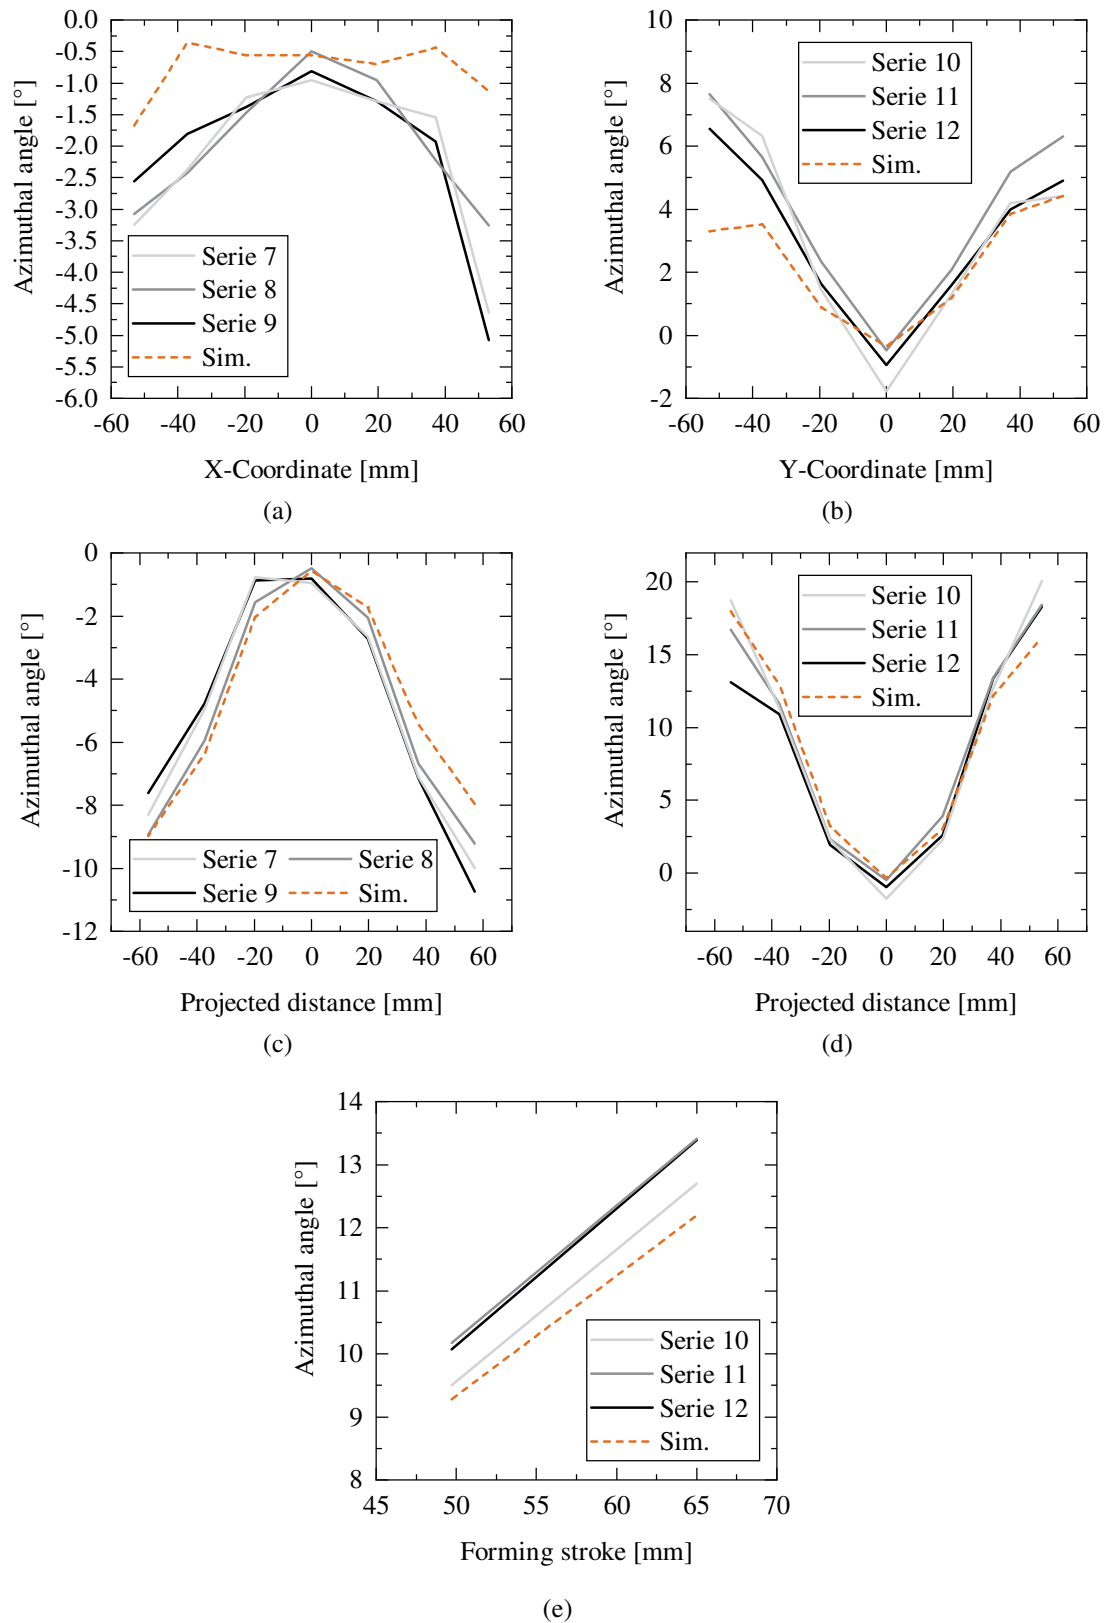 (a)
Azimuthal angle [°]
0.0
-0.5
-1.0
-1.5
-2.0
-2.5
-3.0
-3.5
-4.0
-4.5
-5.0
-5.5
-6.0
Serie 7
Serie 8
Serie 9
Sim.
-60 -40 -20 0 20 40 60
X-Coordinate [mm]
(a)
Azimuthal angle [°]
10
8
6
4
2
0
-2
Serie 10
Serie 11
Serie 12
Sim.
-60 -40 -20 0 20 40 60
Y-Coordinate [mm]
(b)
Azimuthal angle [°]
0
-2
-4
-6
-8
-10
-12
Serie 7 Serie 8
Serie 9 Sim.
-60 -40 -20 0 20 40 60
Projected distance [mm]
(c)
Azimuthal angle [°]
20
15
10
5
0
Serie 10
Serie 11
Serie 12
Sim.
-60 -40 -20 0 20 40 60
Projected distance [mm]
(d)
Azimuthal angle [°]
14
13
12
11
10
9
8
Serie 10
Serie 11
Serie 12
Sim.
45 50 55 60 65 70
Forming stroke [mm]
(e)